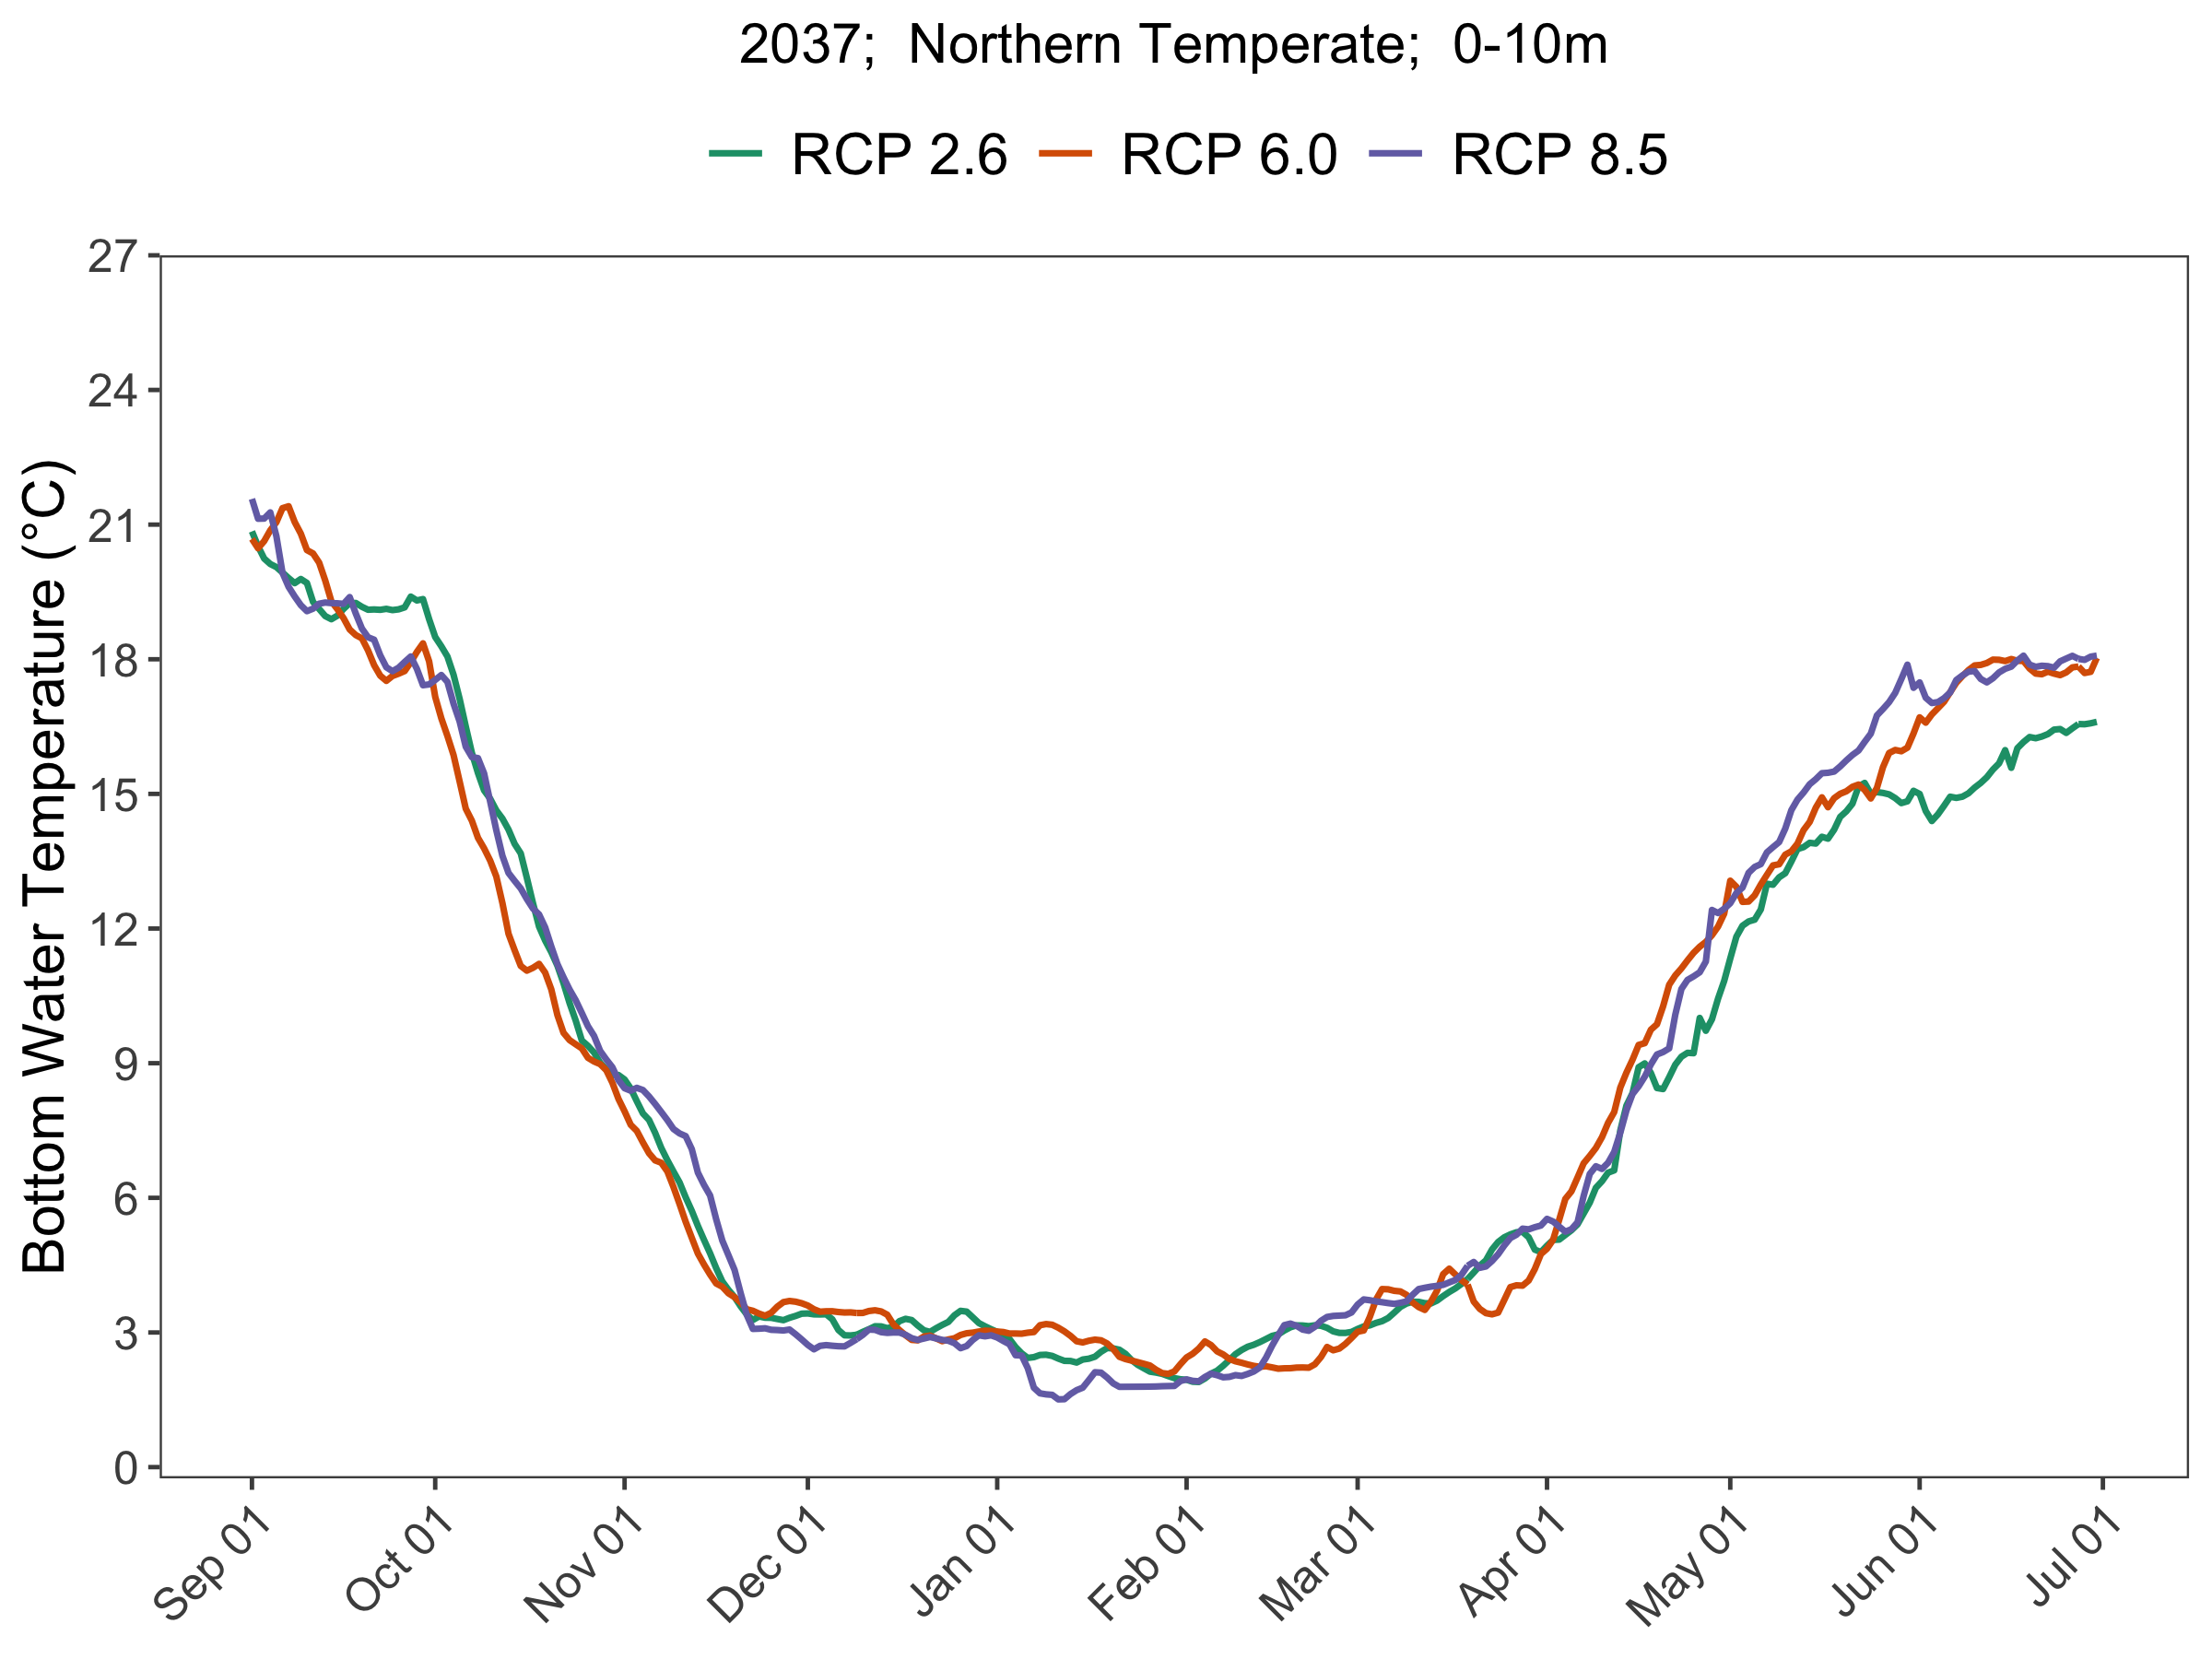 2037;  Northern Temperate;  0-10m
RCP 2.6 RCP 6.0 RCP 8.5
Bottom Water Temperature (°C)
27
24
21
18
15
12
9
6
3
0
Sep 01 Oct 01 Nov 01 Dec 01 Jan 01 Feb 01 Mar 01 Apr 01 May 01 Jun 01 Jul 01